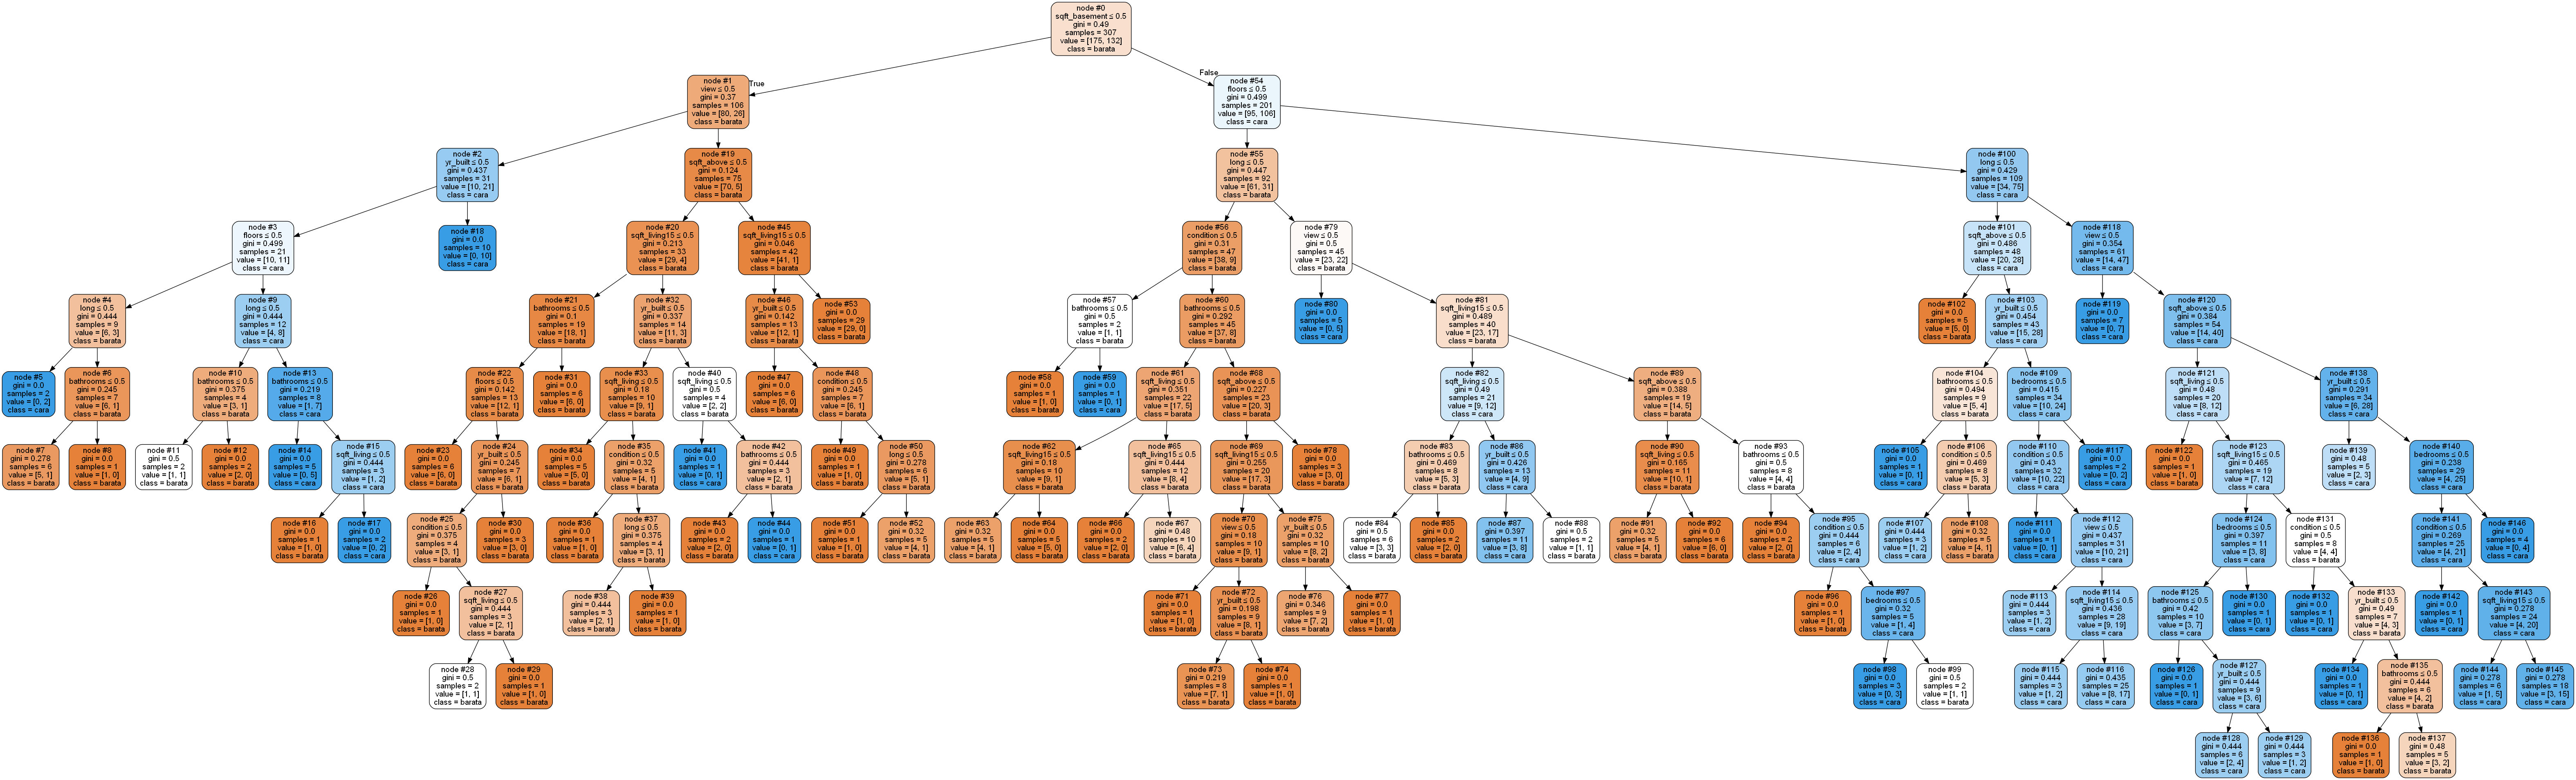 node #0
sqft_basement ≤ 0.5
gini = 0.49
samples = 307
value = [175, 132]
class = barata
True
False
node #1
view ≤ 0.5
gini = 0.37
samples = 106
value = [80, 26]
class = barata
node #54
floors ≤ 0.5
gini = 0.499
samples = 201
value = [95, 106]
class = cara
node #2
yr_built ≤ 0.5
gini = 0.437
samples = 31
value = [10, 21]
class = cara
node #19
sqft_above ≤ 0.5
gini = 0.124
samples = 75
value = [70, 5]
class = barata
node #55
long ≤ 0.5
gini = 0.447
samples = 92
value = [61, 31]
class = barata
node #100
long ≤ 0.5
gini = 0.429
samples = 109
value = [34, 75]
class = cara
node #3
floors ≤ 0.5
gini = 0.499
samples = 21
value = [10, 11]
class = cara
node #18
gini = 0.0
samples = 10
value = [0, 10]
class = cara
node #20
sqft_living15 ≤ 0.5
gini = 0.213
samples = 33
value = [29, 4]
class = barata
node #45
sqft_living15 ≤ 0.5
gini = 0.046
samples = 42
value = [41, 1]
class = barata
node #56
condition ≤ 0.5
gini = 0.31
samples = 47
value = [38, 9]
class = barata
node #79
view ≤ 0.5
gini = 0.5
samples = 45
value = [23, 22]
class = barata
node #101
sqft_above ≤ 0.5
gini = 0.486
samples = 48
value = [20, 28]
class = cara
node #118
view ≤ 0.5
gini = 0.354
samples = 61
value = [14, 47]
class = cara
node #4
long ≤ 0.5
gini = 0.444
samples = 9
value = [6, 3]
class = barata
node #9
long ≤ 0.5
gini = 0.444
samples = 12
value = [4, 8]
class = cara
node #21
bathrooms ≤ 0.5
gini = 0.1
samples = 19
value = [18, 1]
class = barata
node #32
yr_built ≤ 0.5
gini = 0.337
samples = 14
value = [11, 3]
class = barata
node #46
yr_built ≤ 0.5
gini = 0.142
samples = 13
value = [12, 1]
class = barata
node #53
gini = 0.0
samples = 29
value = [29, 0]
class = barata
node #57
bathrooms ≤ 0.5
gini = 0.5
samples = 2
value = [1, 1]
class = barata
node #60
bathrooms ≤ 0.5
gini = 0.292
samples = 45
value = [37, 8]
class = barata
node #80
gini = 0.0
samples = 5
value = [0, 5]
class = cara
node #81
sqft_living15 ≤ 0.5
gini = 0.489
samples = 40
value = [23, 17]
class = barata
node #102
gini = 0.0
samples = 5
value = [5, 0]
class = barata
node #103
yr_built ≤ 0.5
gini = 0.454
samples = 43
value = [15, 28]
class = cara
node #119
gini = 0.0
samples = 7
value = [0, 7]
class = cara
node #120
sqft_above ≤ 0.5
gini = 0.384
samples = 54
value = [14, 40]
class = cara
node #5
gini = 0.0
samples = 2
value = [0, 2]
class = cara
node #6
bathrooms ≤ 0.5
gini = 0.245
samples = 7
value = [6, 1]
class = barata
node #10
bathrooms ≤ 0.5
gini = 0.375
samples = 4
value = [3, 1]
class = barata
node #13
bathrooms ≤ 0.5
gini = 0.219
samples = 8
value = [1, 7]
class = cara
node #22
floors ≤ 0.5
gini = 0.142
samples = 13
value = [12, 1]
class = barata
node #31
gini = 0.0
samples = 6
value = [6, 0]
class = barata
node #33
sqft_living ≤ 0.5
gini = 0.18
samples = 10
value = [9, 1]
class = barata
node #40
sqft_living ≤ 0.5
gini = 0.5
samples = 4
value = [2, 2]
class = barata
node #47
gini = 0.0
samples = 6
value = [6, 0]
class = barata
node #48
condition ≤ 0.5
gini = 0.245
samples = 7
value = [6, 1]
class = barata
node #58
gini = 0.0
samples = 1
value = [1, 0]
class = barata
node #59
gini = 0.0
samples = 1
value = [0, 1]
class = cara
node #61
sqft_living ≤ 0.5
gini = 0.351
samples = 22
value = [17, 5]
class = barata
node #68
sqft_above ≤ 0.5
gini = 0.227
samples = 23
value = [20, 3]
class = barata
node #82
sqft_living ≤ 0.5
gini = 0.49
samples = 21
value = [9, 12]
class = cara
node #89
sqft_above ≤ 0.5
gini = 0.388
samples = 19
value = [14, 5]
class = barata
node #104
bathrooms ≤ 0.5
gini = 0.494
samples = 9
value = [5, 4]
class = barata
node #109
bedrooms ≤ 0.5
gini = 0.415
samples = 34
value = [10, 24]
class = cara
node #121
sqft_living ≤ 0.5
gini = 0.48
samples = 20
value = [8, 12]
class = cara
node #138
yr_built ≤ 0.5
gini = 0.291
samples = 34
value = [6, 28]
class = cara
node #7
gini = 0.278
samples = 6
value = [5, 1]
class = barata
node #8
gini = 0.0
samples = 1
value = [1, 0]
class = barata
node #11
gini = 0.5
samples = 2
value = [1, 1]
class = barata
node #12
gini = 0.0
samples = 2
value = [2, 0]
class = barata
node #14
gini = 0.0
samples = 5
value = [0, 5]
class = cara
node #15
sqft_living ≤ 0.5
gini = 0.444
samples = 3
value = [1, 2]
class = cara
node #23
gini = 0.0
samples = 6
value = [6, 0]
class = barata
node #24
yr_built ≤ 0.5
gini = 0.245
samples = 7
value = [6, 1]
class = barata
node #34
gini = 0.0
samples = 5
value = [5, 0]
class = barata
node #35
condition ≤ 0.5
gini = 0.32
samples = 5
value = [4, 1]
class = barata
node #41
gini = 0.0
samples = 1
value = [0, 1]
class = cara
node #42
bathrooms ≤ 0.5
gini = 0.444
samples = 3
value = [2, 1]
class = barata
node #49
gini = 0.0
samples = 1
value = [1, 0]
class = barata
node #50
long ≤ 0.5
gini = 0.278
samples = 6
value = [5, 1]
class = barata
node #62
sqft_living15 ≤ 0.5
gini = 0.18
samples = 10
value = [9, 1]
class = barata
node #65
sqft_living15 ≤ 0.5
gini = 0.444
samples = 12
value = [8, 4]
class = barata
node #69
sqft_living15 ≤ 0.5
gini = 0.255
samples = 20
value = [17, 3]
class = barata
node #78
gini = 0.0
samples = 3
value = [3, 0]
class = barata
node #83
bathrooms ≤ 0.5
gini = 0.469
samples = 8
value = [5, 3]
class = barata
node #86
yr_built ≤ 0.5
gini = 0.426
samples = 13
value = [4, 9]
class = cara
node #90
sqft_living ≤ 0.5
gini = 0.165
samples = 11
value = [10, 1]
class = barata
node #93
bathrooms ≤ 0.5
gini = 0.5
samples = 8
value = [4, 4]
class = barata
node #105
gini = 0.0
samples = 1
value = [0, 1]
class = cara
node #106
condition ≤ 0.5
gini = 0.469
samples = 8
value = [5, 3]
class = barata
node #110
condition ≤ 0.5
gini = 0.43
samples = 32
value = [10, 22]
class = cara
node #117
gini = 0.0
samples = 2
value = [0, 2]
class = cara
node #122
gini = 0.0
samples = 1
value = [1, 0]
class = barata
node #123
sqft_living15 ≤ 0.5
gini = 0.465
samples = 19
value = [7, 12]
class = cara
node #139
gini = 0.48
samples = 5
value = [2, 3]
class = cara
node #140
bedrooms ≤ 0.5
gini = 0.238
samples = 29
value = [4, 25]
class = cara
node #16
gini = 0.0
samples = 1
value = [1, 0]
class = barata
node #17
gini = 0.0
samples = 2
value = [0, 2]
class = cara
node #25
condition ≤ 0.5
gini = 0.375
samples = 4
value = [3, 1]
class = barata
node #30
gini = 0.0
samples = 3
value = [3, 0]
class = barata
node #36
gini = 0.0
samples = 1
value = [1, 0]
class = barata
node #37
long ≤ 0.5
gini = 0.375
samples = 4
value = [3, 1]
class = barata
node #43
gini = 0.0
samples = 2
value = [2, 0]
class = barata
node #44
gini = 0.0
samples = 1
value = [0, 1]
class = cara
node #51
gini = 0.0
samples = 1
value = [1, 0]
class = barata
node #52
gini = 0.32
samples = 5
value = [4, 1]
class = barata
node #63
gini = 0.32
samples = 5
value = [4, 1]
class = barata
node #64
gini = 0.0
samples = 5
value = [5, 0]
class = barata
node #66
gini = 0.0
samples = 2
value = [2, 0]
class = barata
node #67
gini = 0.48
samples = 10
value = [6, 4]
class = barata
node #70
view ≤ 0.5
gini = 0.18
samples = 10
value = [9, 1]
class = barata
node #75
yr_built ≤ 0.5
gini = 0.32
samples = 10
value = [8, 2]
class = barata
node #84
gini = 0.5
samples = 6
value = [3, 3]
class = barata
node #85
gini = 0.0
samples = 2
value = [2, 0]
class = barata
node #87
gini = 0.397
samples = 11
value = [3, 8]
class = cara
node #88
gini = 0.5
samples = 2
value = [1, 1]
class = barata
node #91
gini = 0.32
samples = 5
value = [4, 1]
class = barata
node #92
gini = 0.0
samples = 6
value = [6, 0]
class = barata
node #94
gini = 0.0
samples = 2
value = [2, 0]
class = barata
node #95
condition ≤ 0.5
gini = 0.444
samples = 6
value = [2, 4]
class = cara
node #107
gini = 0.444
samples = 3
value = [1, 2]
class = cara
node #108
gini = 0.32
samples = 5
value = [4, 1]
class = barata
node #111
gini = 0.0
samples = 1
value = [0, 1]
class = cara
node #112
view ≤ 0.5
gini = 0.437
samples = 31
value = [10, 21]
class = cara
node #124
bedrooms ≤ 0.5
gini = 0.397
samples = 11
value = [3, 8]
class = cara
node #131
condition ≤ 0.5
gini = 0.5
samples = 8
value = [4, 4]
class = barata
node #141
condition ≤ 0.5
gini = 0.269
samples = 25
value = [4, 21]
class = cara
node #146
gini = 0.0
samples = 4
value = [0, 4]
class = cara
node #26
gini = 0.0
samples = 1
value = [1, 0]
class = barata
node #27
sqft_living ≤ 0.5
gini = 0.444
samples = 3
value = [2, 1]
class = barata
node #38
gini = 0.444
samples = 3
value = [2, 1]
class = barata
node #39
gini = 0.0
samples = 1
value = [1, 0]
class = barata
node #71
gini = 0.0
samples = 1
value = [1, 0]
class = barata
node #72
yr_built ≤ 0.5
gini = 0.198
samples = 9
value = [8, 1]
class = barata
node #76
gini = 0.346
samples = 9
value = [7, 2]
class = barata
node #77
gini = 0.0
samples = 1
value = [1, 0]
class = barata
node #96
gini = 0.0
samples = 1
value = [1, 0]
class = barata
node #97
bedrooms ≤ 0.5
gini = 0.32
samples = 5
value = [1, 4]
class = cara
node #113
gini = 0.444
samples = 3
value = [1, 2]
class = cara
node #114
sqft_living15 ≤ 0.5
gini = 0.436
samples = 28
value = [9, 19]
class = cara
node #125
bathrooms ≤ 0.5
gini = 0.42
samples = 10
value = [3, 7]
class = cara
node #130
gini = 0.0
samples = 1
value = [0, 1]
class = cara
node #132
gini = 0.0
samples = 1
value = [0, 1]
class = cara
node #133
yr_built ≤ 0.5
gini = 0.49
samples = 7
value = [4, 3]
class = barata
node #142
gini = 0.0
samples = 1
value = [0, 1]
class = cara
node #143
sqft_living15 ≤ 0.5
gini = 0.278
samples = 24
value = [4, 20]
class = cara
node #28
gini = 0.5
samples = 2
value = [1, 1]
class = barata
node #29
gini = 0.0
samples = 1
value = [1, 0]
class = barata
node #73
gini = 0.219
samples = 8
value = [7, 1]
class = barata
node #74
gini = 0.0
samples = 1
value = [1, 0]
class = barata
node #98
gini = 0.0
samples = 3
value = [0, 3]
class = cara
node #99
gini = 0.5
samples = 2
value = [1, 1]
class = barata
node #115
gini = 0.444
samples = 3
value = [1, 2]
class = cara
node #116
gini = 0.435
samples = 25
value = [8, 17]
class = cara
node #126
gini = 0.0
samples = 1
value = [0, 1]
class = cara
node #127
yr_built ≤ 0.5
gini = 0.444
samples = 9
value = [3, 6]
class = cara
node #134
gini = 0.0
samples = 1
value = [0, 1]
class = cara
node #135
bathrooms ≤ 0.5
gini = 0.444
samples = 6
value = [4, 2]
class = barata
node #144
gini = 0.278
samples = 6
value = [1, 5]
class = cara
node #145
gini = 0.278
samples = 18
value = [3, 15]
class = cara
node #128
gini = 0.444
samples = 6
value = [2, 4]
class = cara
node #129
gini = 0.444
samples = 3
value = [1, 2]
class = cara
node #136
gini = 0.0
samples = 1
value = [1, 0]
class = barata
node #137
gini = 0.48
samples = 5
value = [3, 2]
class = barata